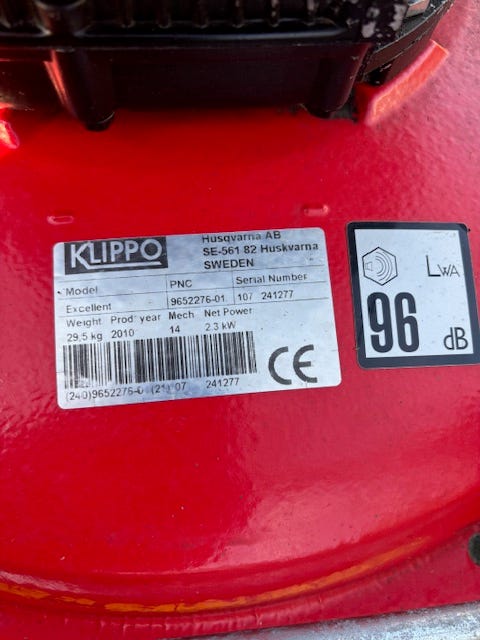 KLIPPO
Husqvarna AB
SE-561 82 Huskvarna
SWEDEN
Model PNC Serial Number
Excellent 9652276-01 107 241277
Weight Prod. year Mech Net Power
29,5 kg 2010 14 2.3 kW
(240)9652276-0 (21) 07 241277
CE
LWA
96 dB